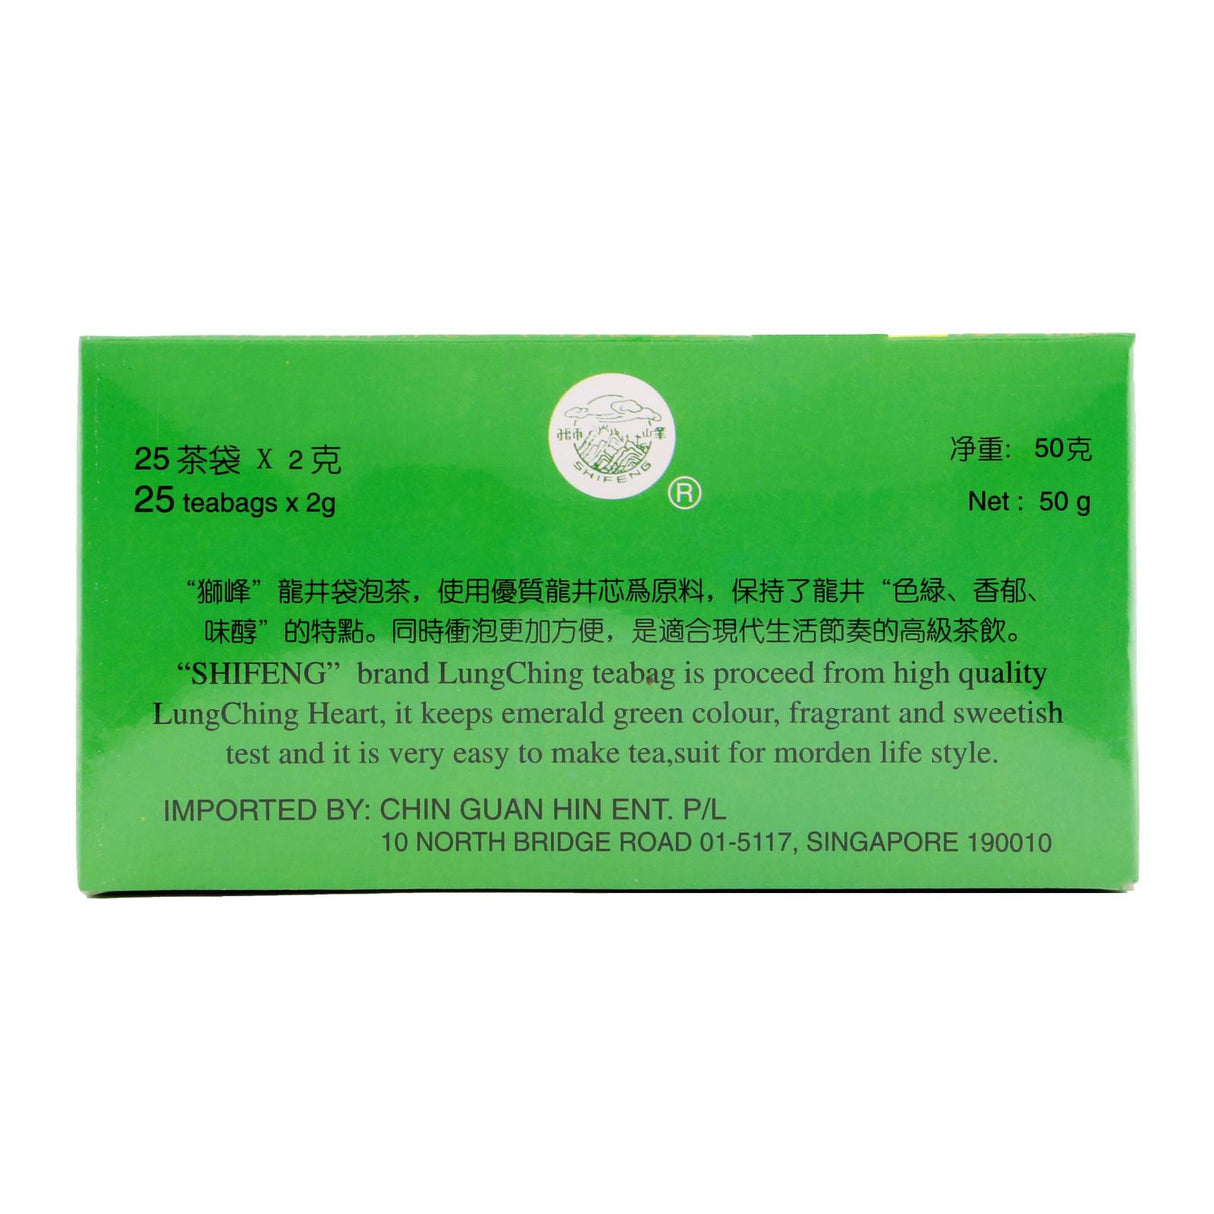 獅 峰
SHIFENG
®
25 茶袋 X 2 克
25 teabags x 2g
净重: 50克
Net : 50 g
“獅峰”龍井袋泡茶，使用優質龍井芯爲原料，保持了龍井“色綠、香郁、
味醇”的特點。同時衝泡更加方便，是適合現代生活節奏的高級茶飲。
“SHIFENG” brand LungChing teabag is proceed from high quality
LungChing Heart, it keeps emerald green colour, fragrant and sweetish
test and it is very easy to make tea,suit for morden life style.
IMPORTED BY: CHIN GUAN HIN ENT. P/L
10 NORTH BRIDGE ROAD 01-5117, SINGAPORE 190010